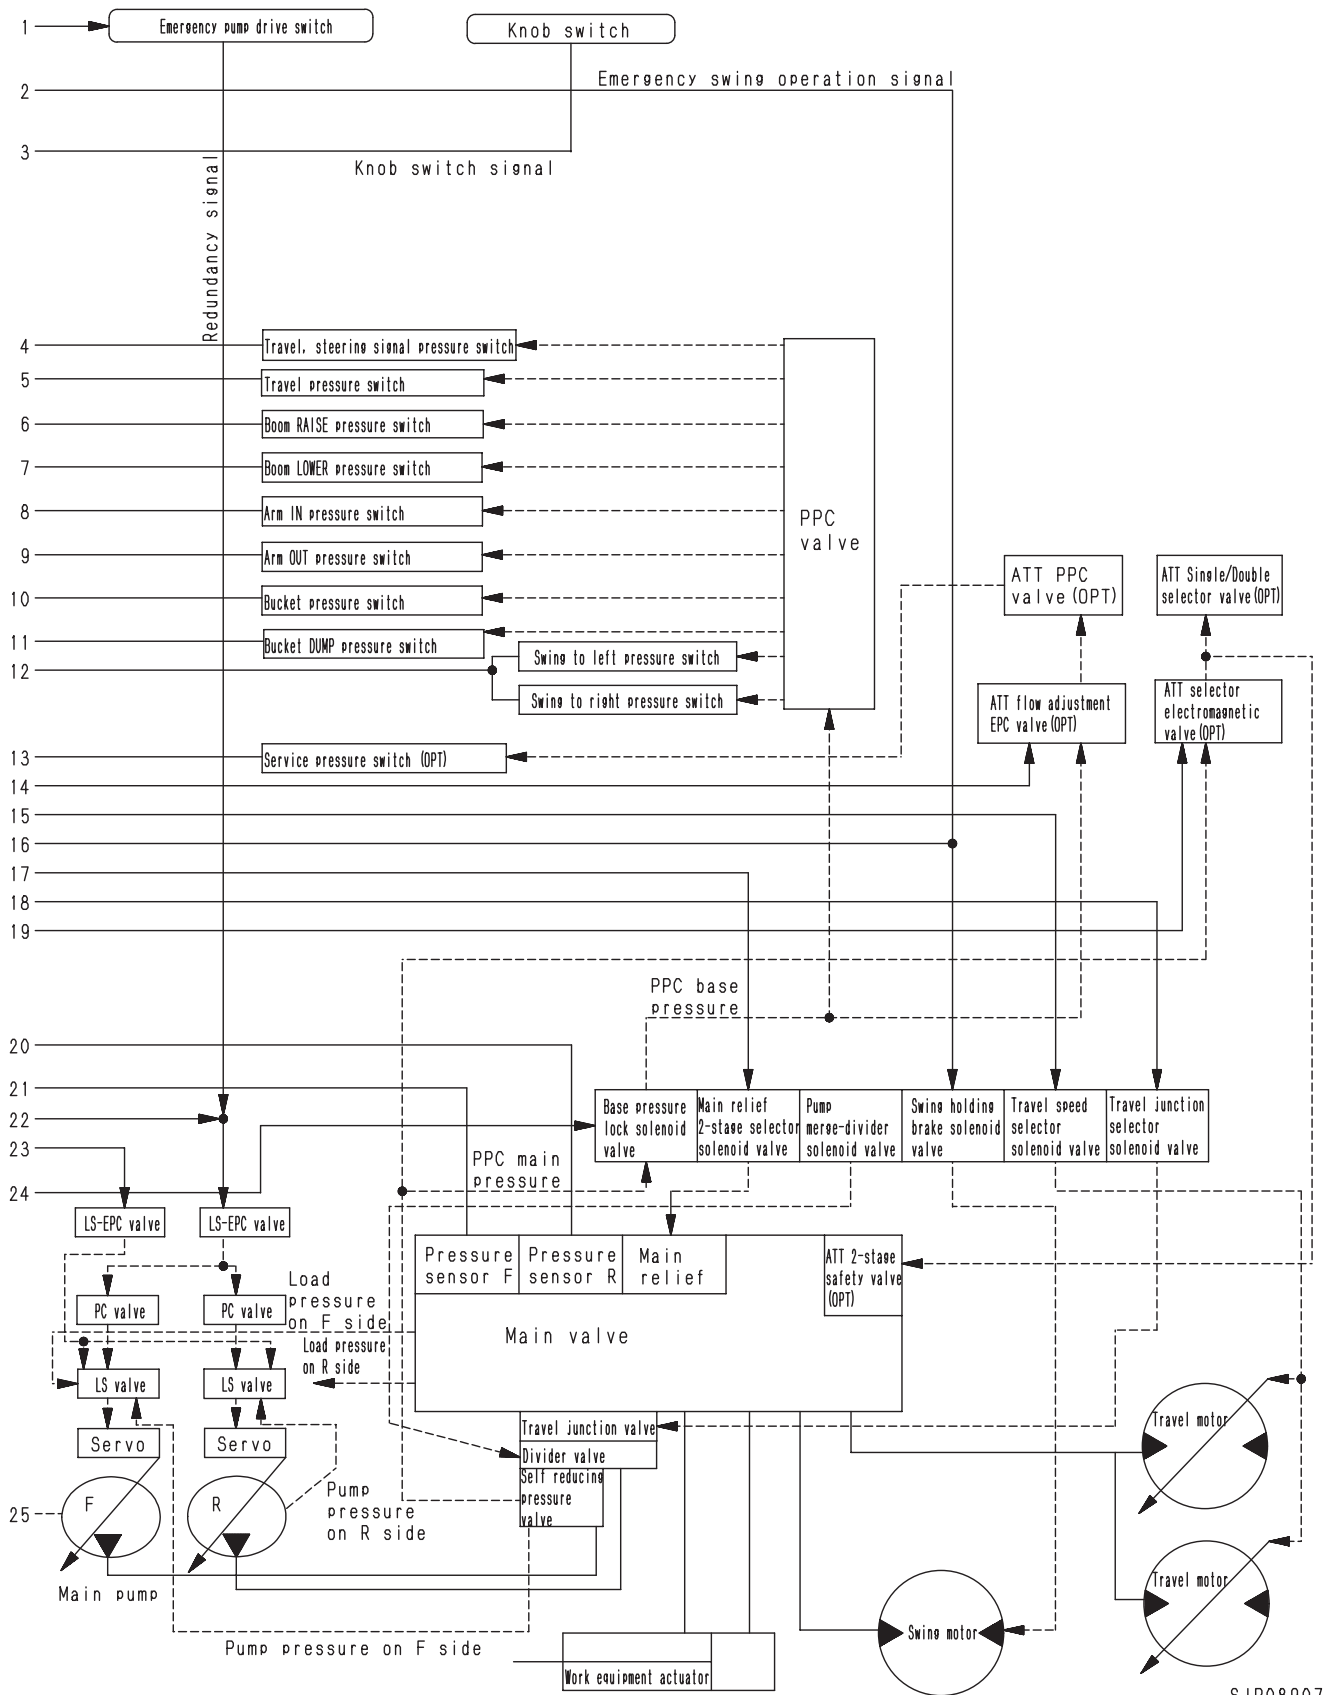 1
Emergency pump drive switch
Knob switch
2
Emergency swing operation signal
3
Knob switch signal
Redundancy signal
4
Travel, steering signal pressure switch
5
Travel pressure switch
6
Boom RAISE pressure switch
7
Boom LOWER pressure switch
8
Arm IN pressure switch
9
Arm OUT pressure switch
10
Bucket pressure switch
11
Bucket DUMP pressure switch
12
Swing to left pressure switch
Swing to right pressure switch
PPC
valve
ATT PPC
valve (OPT)
ATT Single/Double
selector valve (OPT)
ATT flow adjustment
EPC valve (OPT)
ATT selector
electromagnetic
valve (OPT)
13
Service pressure switch (OPT)
14
15
16
17
18
19
PPC base
pressure
20
21
22
23
24
Base pressure
lock solenoid
valve
Main relief
2-stage selector
solenoid valve
Pump
merge-divider
solenoid valve
Swing holding
brake solenoid
valve
Travel speed
selector
solenoid valve
Travel junction
selector
solenoid valve
PPC main
pressure
LS-EPC valve
LS-EPC valve
Pressure
sensor F
Pressure
sensor R
Main
relief
ATT 2-stage
safety valve
(OPT)
PC valve
PC valve
Load
pressure
on F side
Main valve
Load pressure
on R side
LS valve
LS valve
Servo
Servo
Travel junction valve
Divider valve
Self reducing
pressure
valve
Travel motor
25
F
R
Pump
pressure
on R side
Main pump
Travel motor
Pump pressure on F side
Swing motor
Work equipment actuator
SJP08907